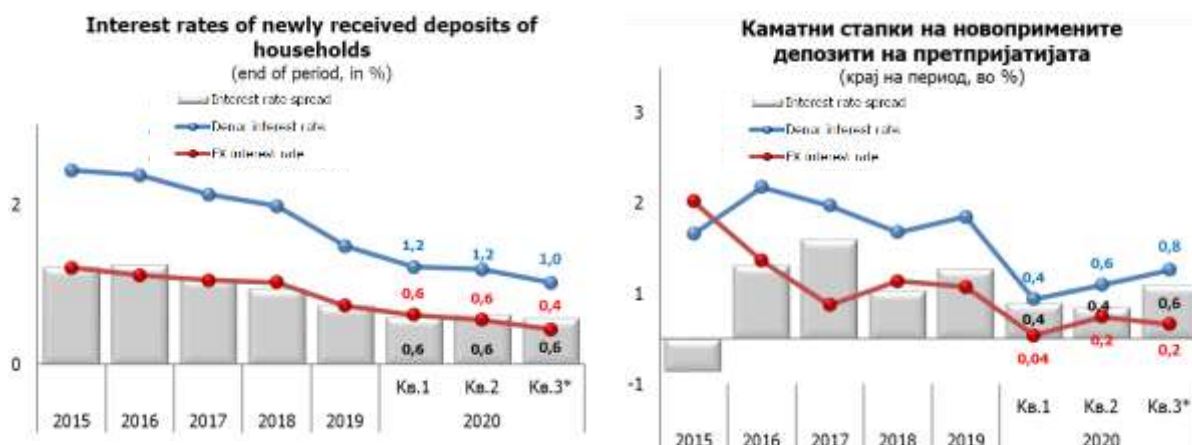 Interest rates of newly received deposits of
households
(end of period, in %)
Interest rate spread
Denar interest rate
FX interest rate
2
0
1,2
1,2
1,0
0,6
0,6
0,4
0,6
0,6
0,6
Кв.1
Кв.2
Кв.3*
2015
2016
2017
2018
2019
2020
Каматни стапки на новопримените
депозити на претпријатијата
(крај на период, во %)
Interest rate spread
Denar interest rate
FX interest rate
3
2
1
-1
0,4
0,6
0,8
0,4
0,4
0,6
0,04
0,2
0,2
Кв.1
Кв.2
Кв.3*
2015
2016
2017
2018
2019
2020